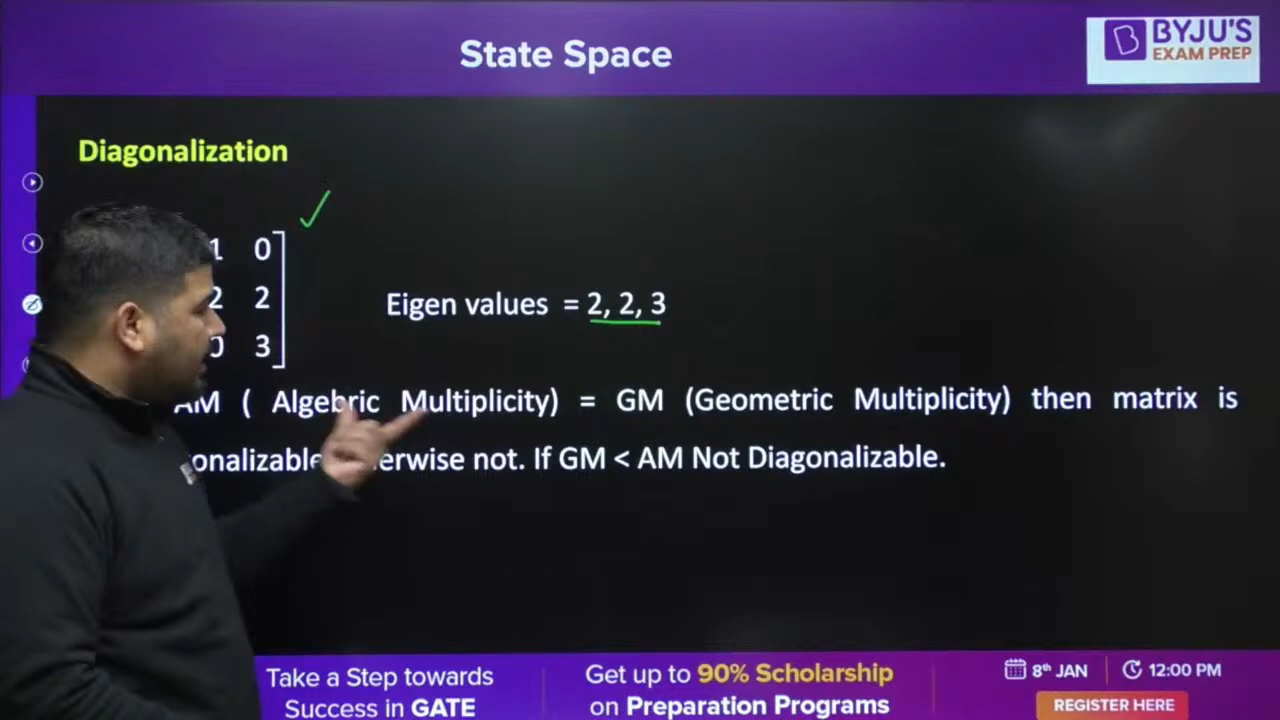 State Space
BYJU'S
EXAM PREP
Diagonalization
1 0
2 2
3
Eigen values = 2, 2, 3
AM ( Algebric Multiplicity) = GM (Geometric Multiplicity) then matrix is
not. If GM < AM Not Diagonalizable.
Take a Step towards
Success in GATE
Get up to 90% Scholarship
on Preparation Programs
8th JAN
12:00 PM
REGISTER HERE